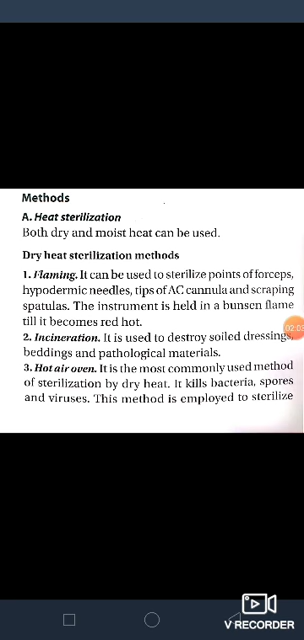 Methods
A. Heat sterilization
Both dry and moist heat can be used.
Dry heat sterilization methods
1. Flaming. It can be used to sterilize points of forceps,
hypodermic needles, tips of AC cannula and scraping
spatulas. The instrument is held in a bunsen flame
till it becomes red hot.
2. Incineration. It is used to destroy soiled dressings,
beddings and pathological materials.
3. Hot air oven. It is the most commonly used method
of sterilization by dry heat. It kills bacteria, spores
and viruses. This method is employed to sterilize
V RECORDER